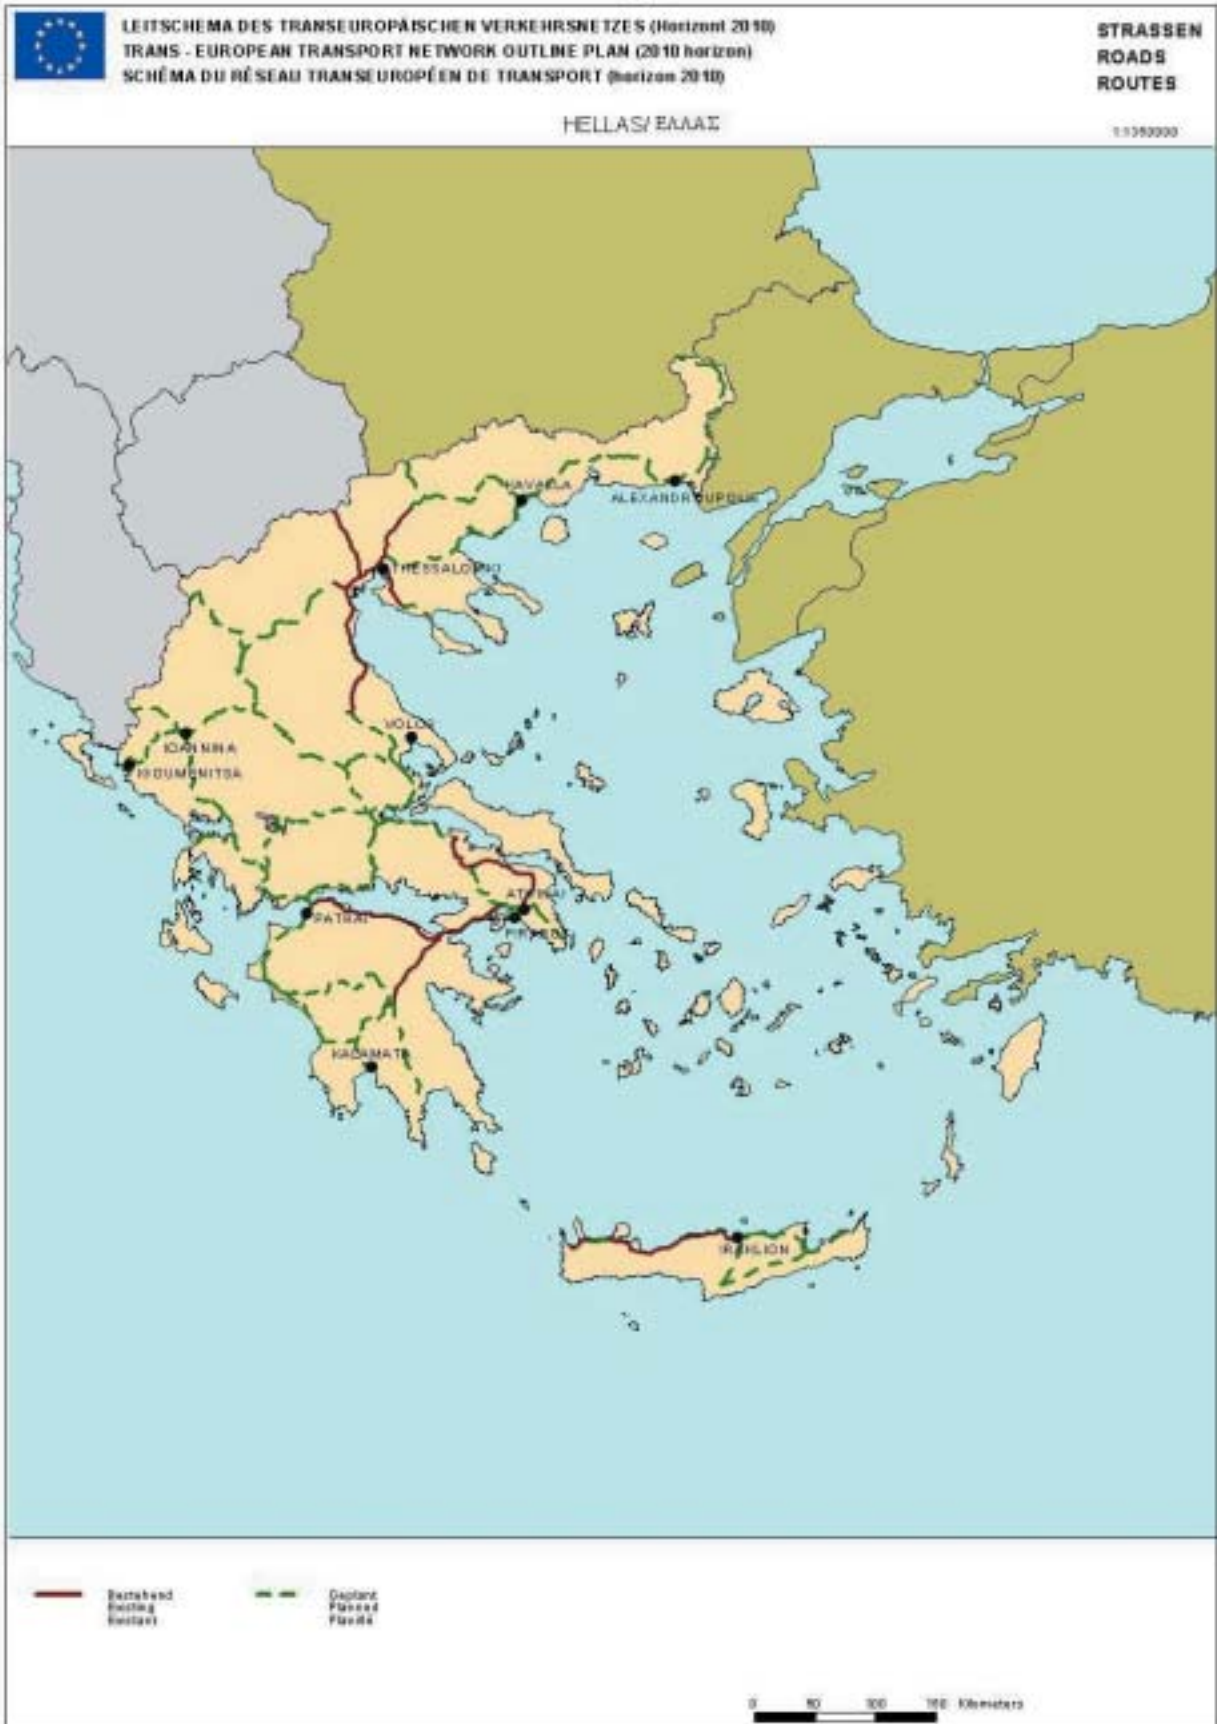 LEITSCHEMA DES TRANSEUROPÄISCHEN VERKEHRSNETZES (Horizont 2010)
TRANS - EUROPEAN TRANSPORT NETWORK OUTLINE PLAN (2010 horizon)
SCHÉMA DU RÉSEAU TRANSEUROPÉEN DE TRANSPORT (horizon 2010)
STRASSEN
ROADS
ROUTES
HELLAS/ ΕΛΛΑΣ
KAVALLA
ALEXANDROUPOLIS
THESSALONIKI
VOLOS
IOANNINA
IGOUMENITSA
ATHINAI
PATRAI
PIRAEUS
KALAMATA
IRAKLION
Bestehend
Existing
Existant
Geplant
Planned
Planifié
0 50 100 150 Kilometers